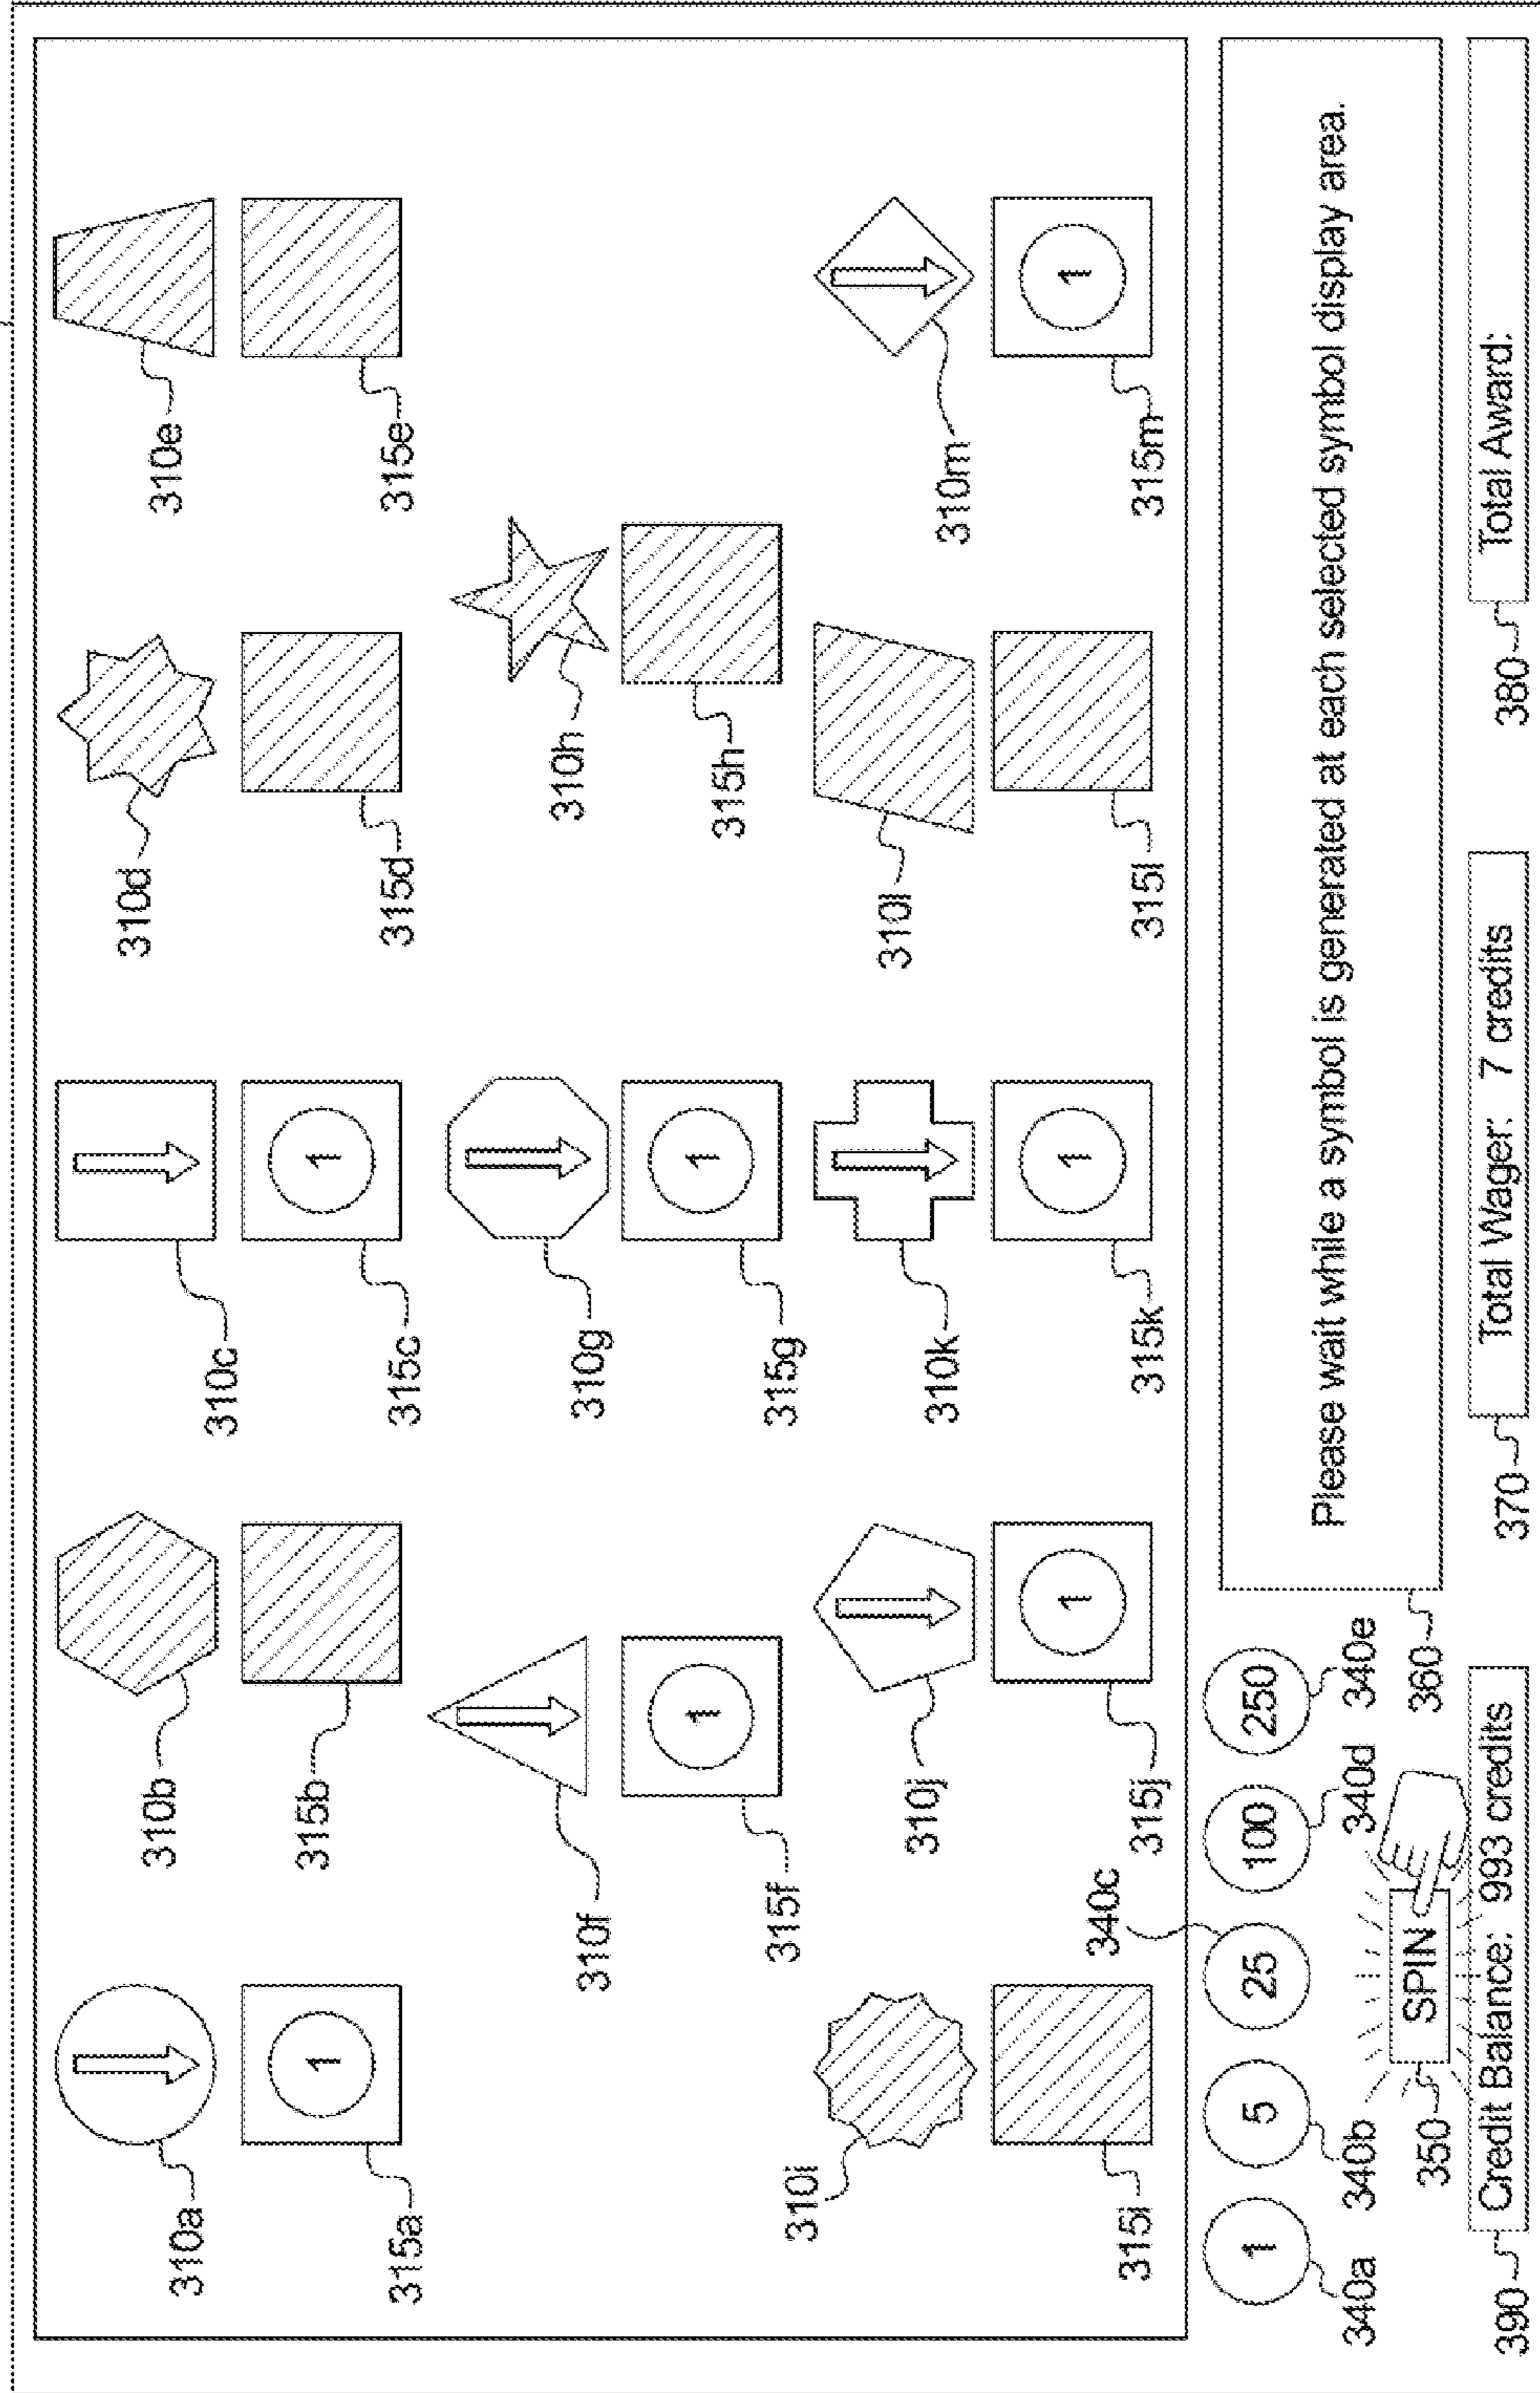 310a
310b
310c
310d
310e
1
315a
315b
1
315c
315d
315e
310f
310g
310h
1
315f
1
315g
315h
310i
310j
310k
310l
310m
315i
1
315j
1
315k
315l
1
315m
340c
1
5
25
100
250
340a
340b
340d
340e
Please wait while a symbol is generated at each selected symbol display area.
350
SPIN
360
390
Credit Balance: 993 credits
370
Total Wager: 7 credits
380
Total Award: